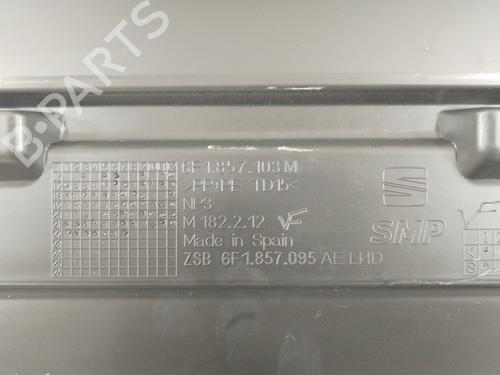 B-PARTS
6F1.857.103 M
>PP+PE TD15<
NP3
M 182.2.12 VF
Made in Spain
ZSB 6F1.857.095 AE LHD
SMP